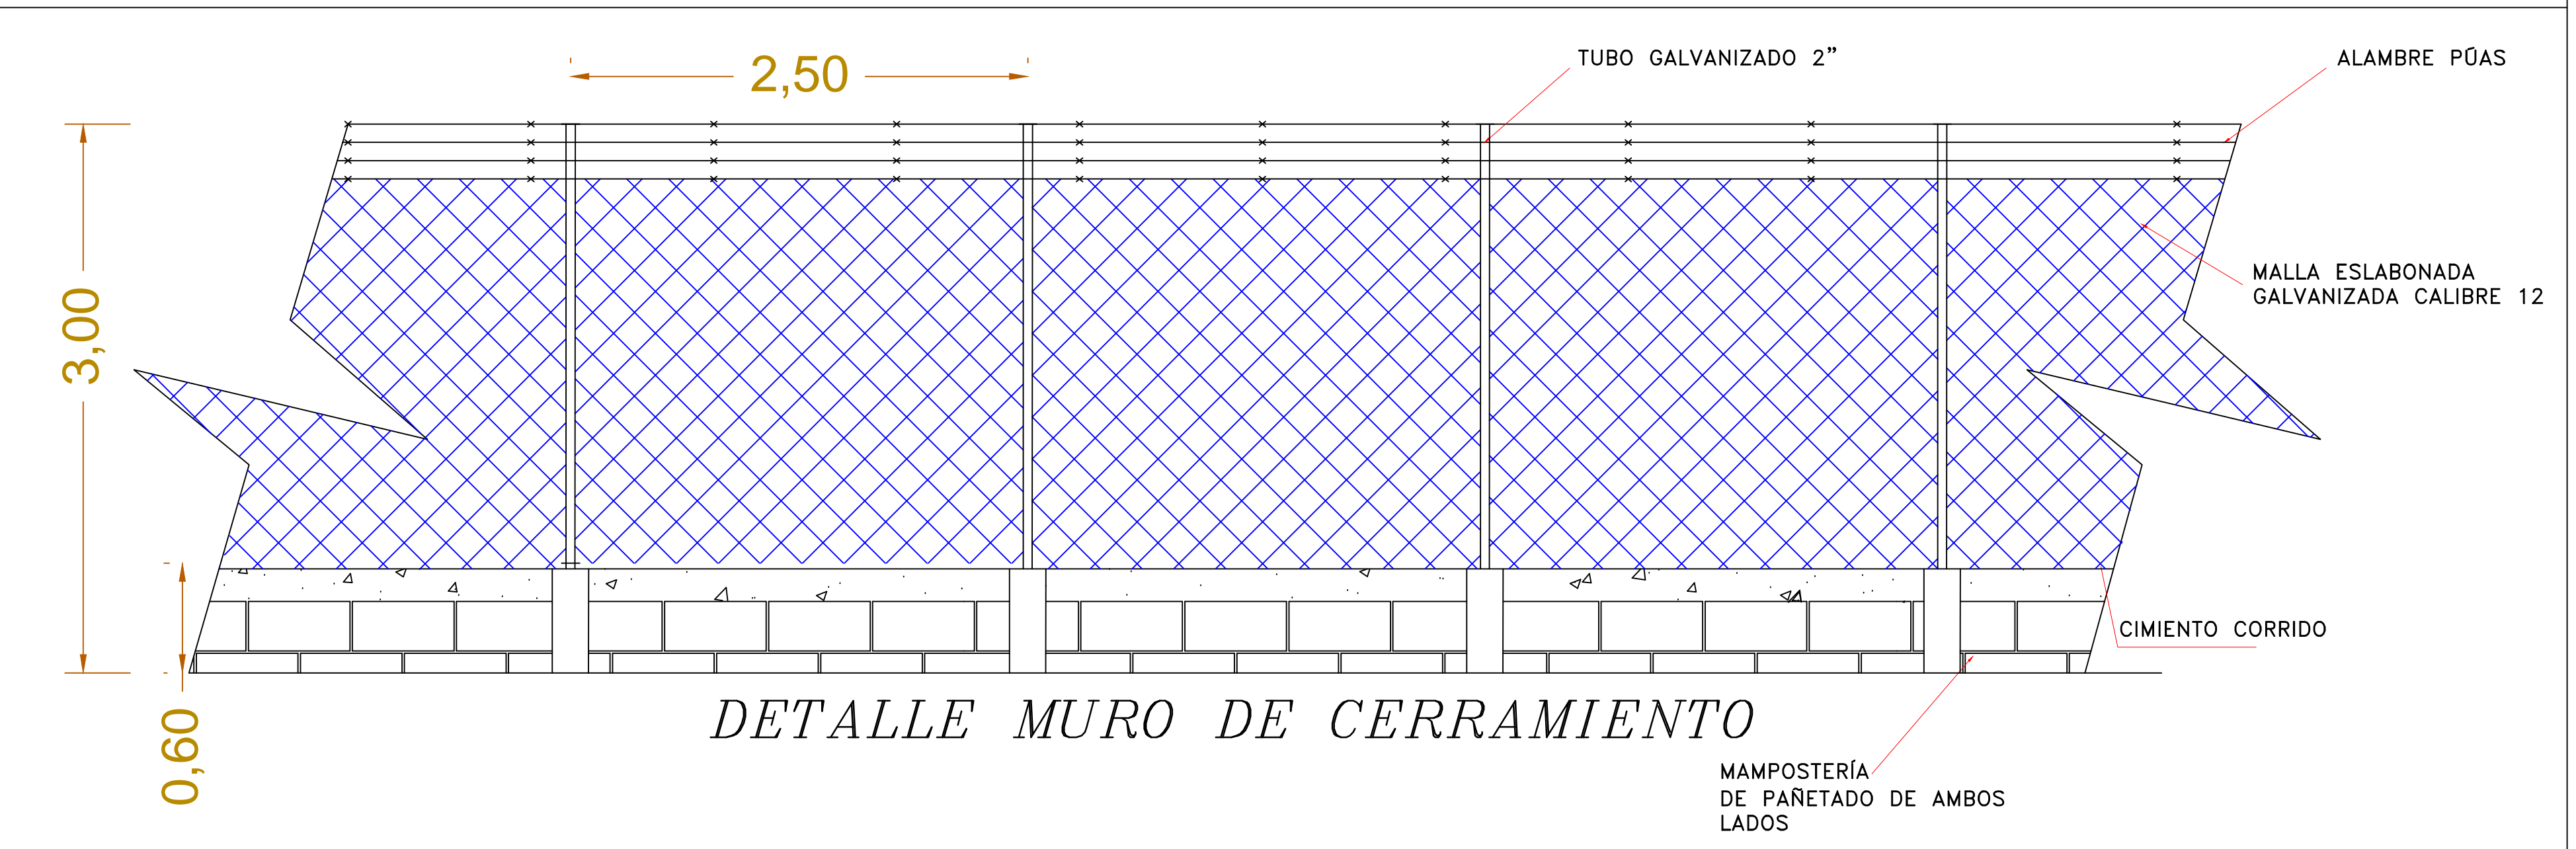 2,50
TUBO GALVANIZADO 2”
ALAMBRE PÚAS
3,00
MALLA ESLABONADA
GALVANIZADA CALIBRE 12
CIMIENTO CORRIDO
0,60
DETALLE MURO DE CERRAMIENTO
MAMPOSTERÍA
DE PAÑETADO DE AMBOS
LADOS